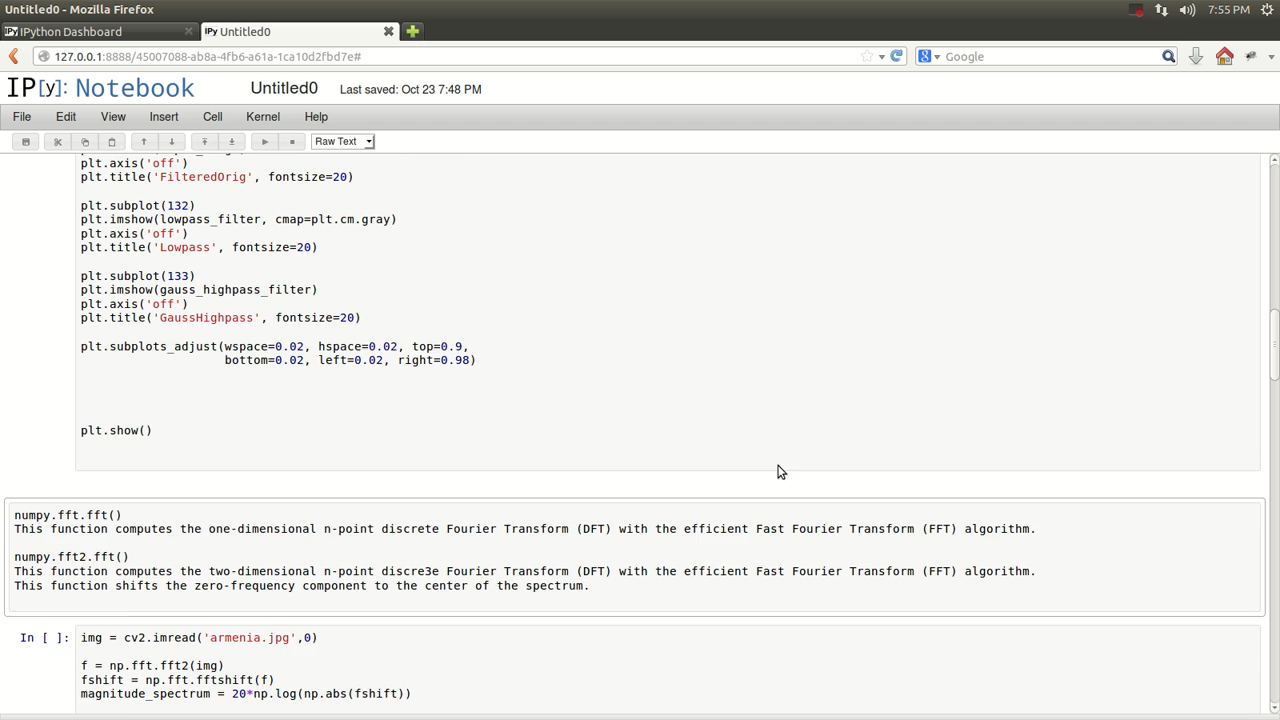 Untitled0 - Mozilla Firefox
7:55 PM
IPython Dashboard
Untitled0
127.0.0.1:8888/45007088-ab8a-4fb6-a61a-1ca10d2fbd7e#
Google
IP[y]: Notebook
Untitled0
Last saved: Oct 23 7:48 PM
File Edit View Insert Cell Kernel Help
Raw Text
plt.axis('off')
plt.title('FilteredOrig', fontsize=20)
plt.subplot(132)
plt.imshow(lowpass_filter, cmap=plt.cm.gray)
plt.axis('off')
plt.title('Lowpass', fontsize=20)
plt.subplot(133)
plt.imshow(gauss_highpass_filter)
plt.axis('off')
plt.title('GaussHighpass', fontsize=20)
plt.subplots_adjust(wspace=0.02, hspace=0.02, top=0.9,
bottom=0.02, left=0.02, right=0.98)
plt.show()
numpy.fft.fft()
This function computes the one-dimensional n-point discrete Fourier Transform (DFT) with the efficient Fast Fourier Transform (FFT) algorithm.
numpy.fft2.fft()
This function computes the two-dimensional n-point discre3e Fourier Transform (DFT) with the efficient Fast Fourier Transform (FFT) algorithm.
This function shifts the zero-frequency component to the center of the spectrum.
In [ ]: img = cv2.imread('armenia.jpg',0)
f = np.fft.fft2(img)
fshift = np.fft.fftshift(f)
magnitude_spectrum = 20*np.log(np.abs(fshift))